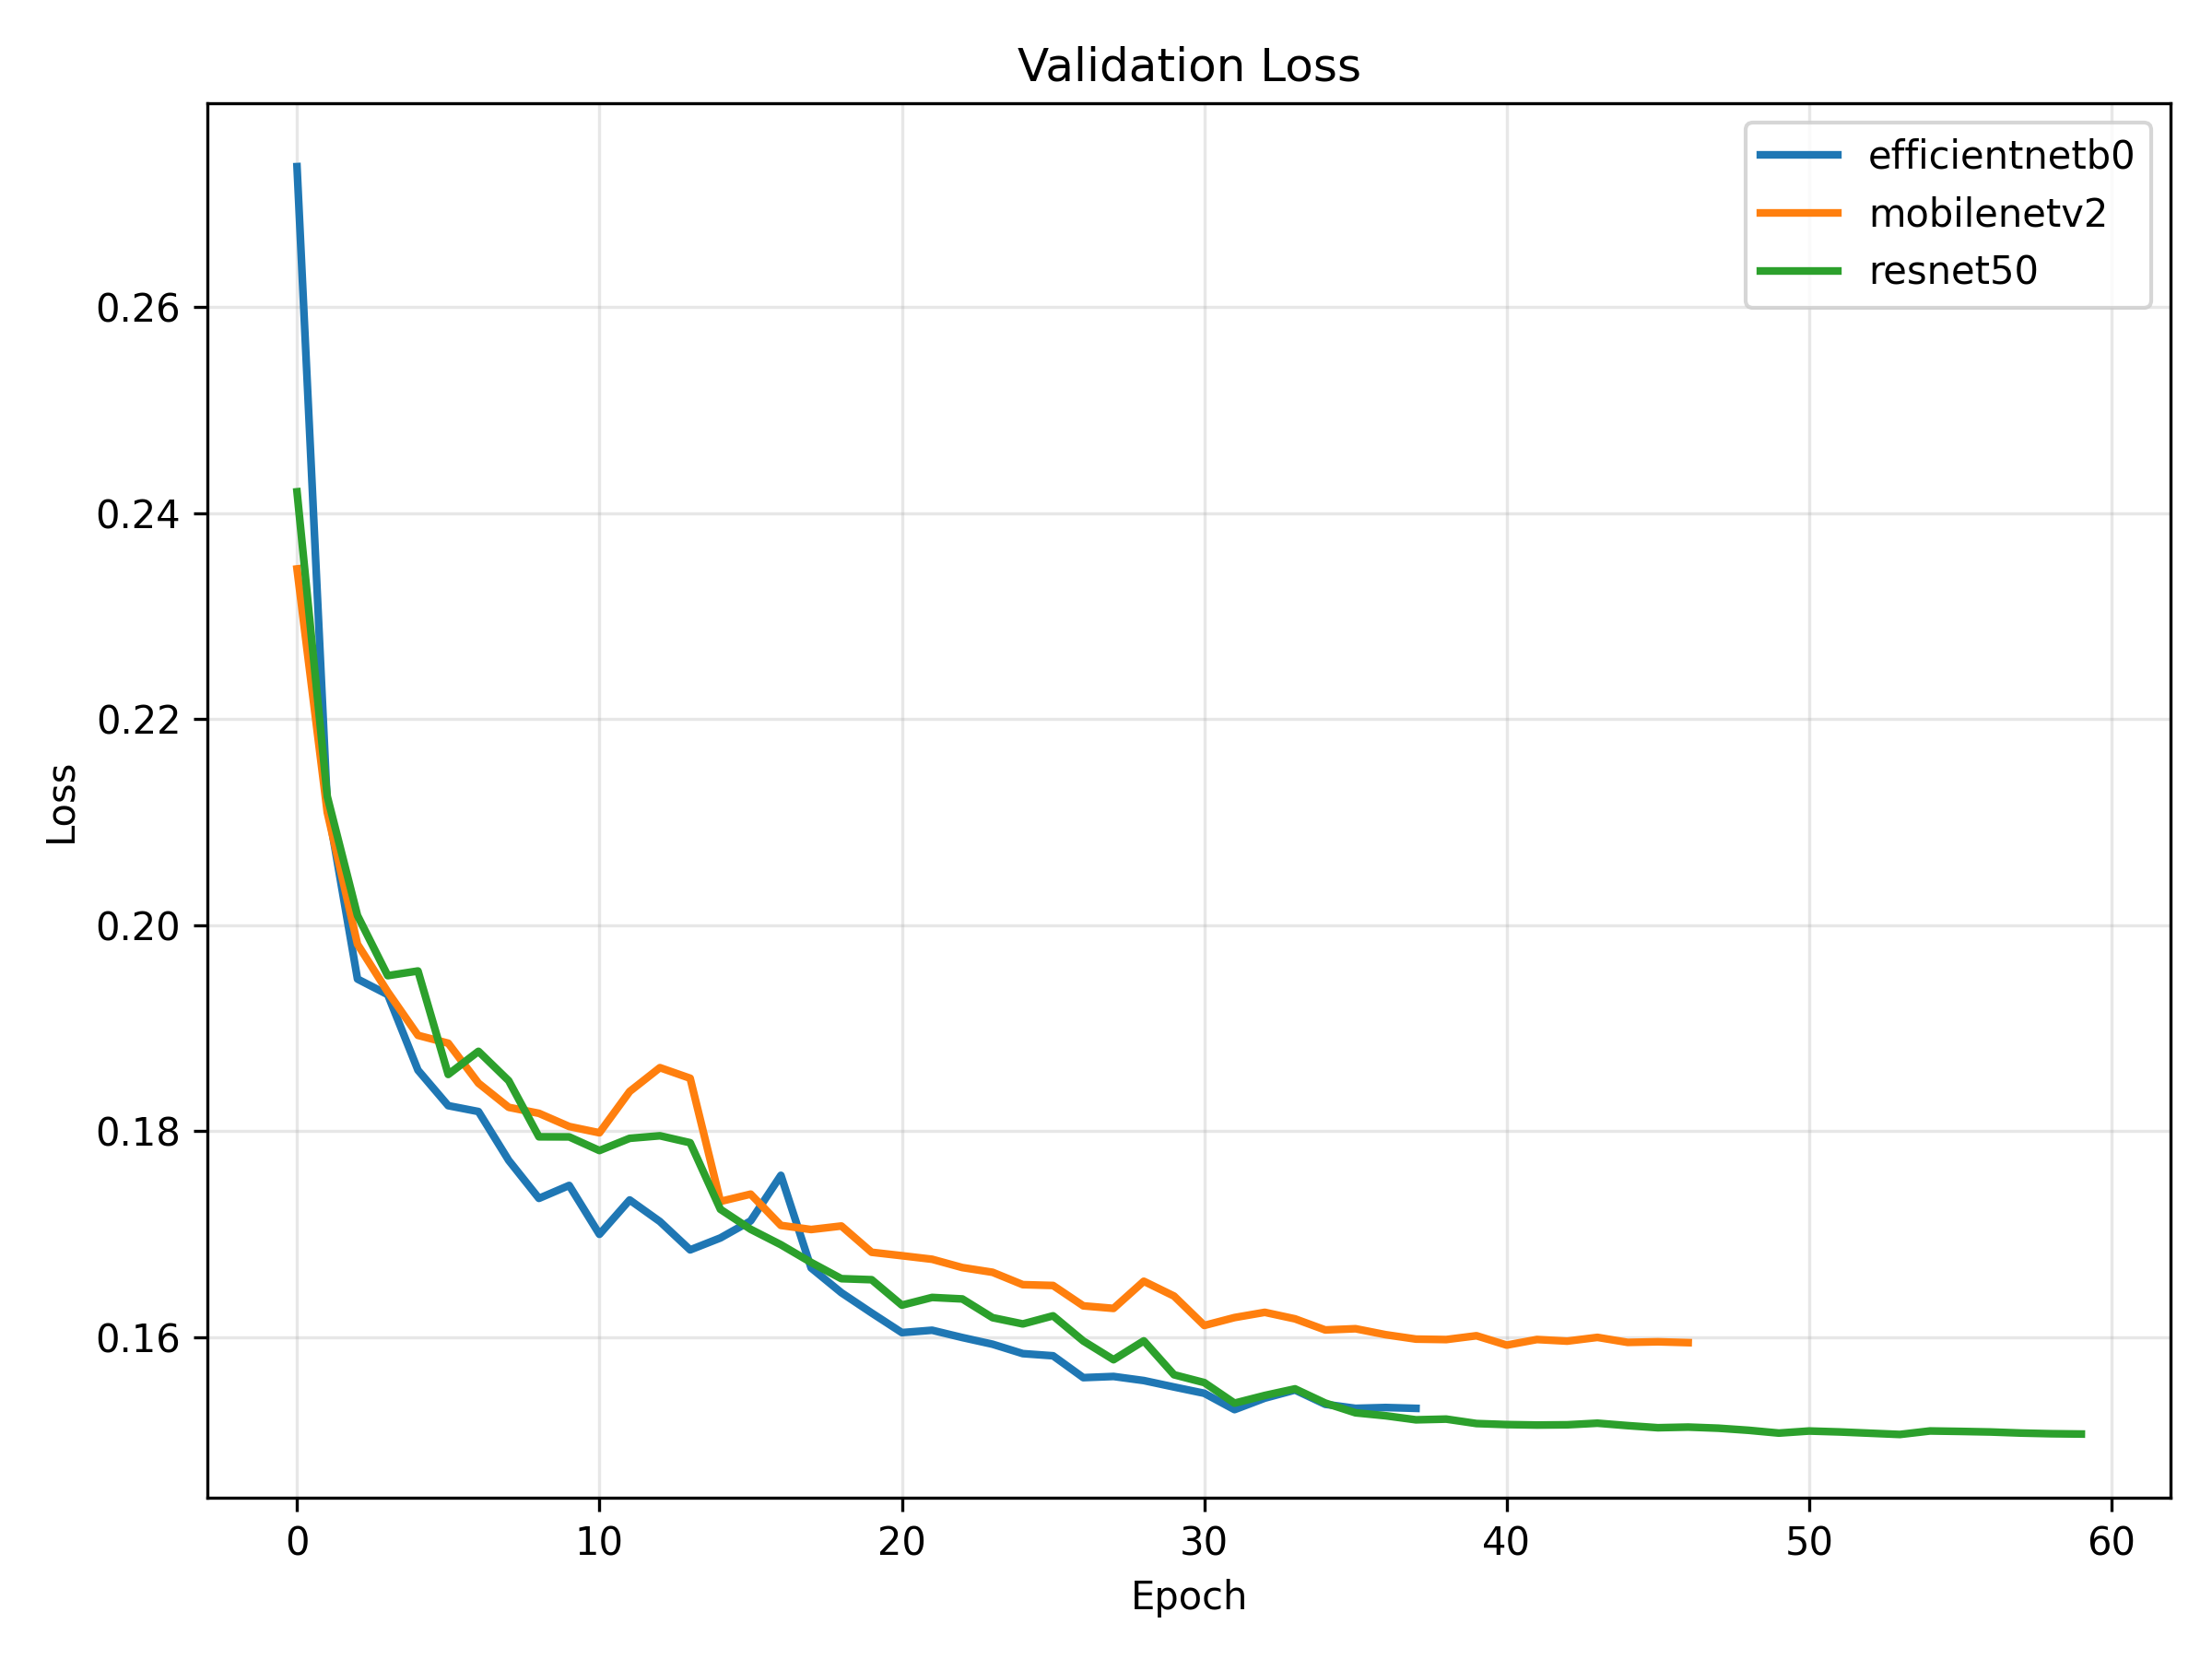 Validation Loss
efficientnetb0
mobilenetv2
resnet50
0.26
0.24
0.22
0.20
0.18
0.16
Loss
0 10 20 30 40 50 60
Epoch